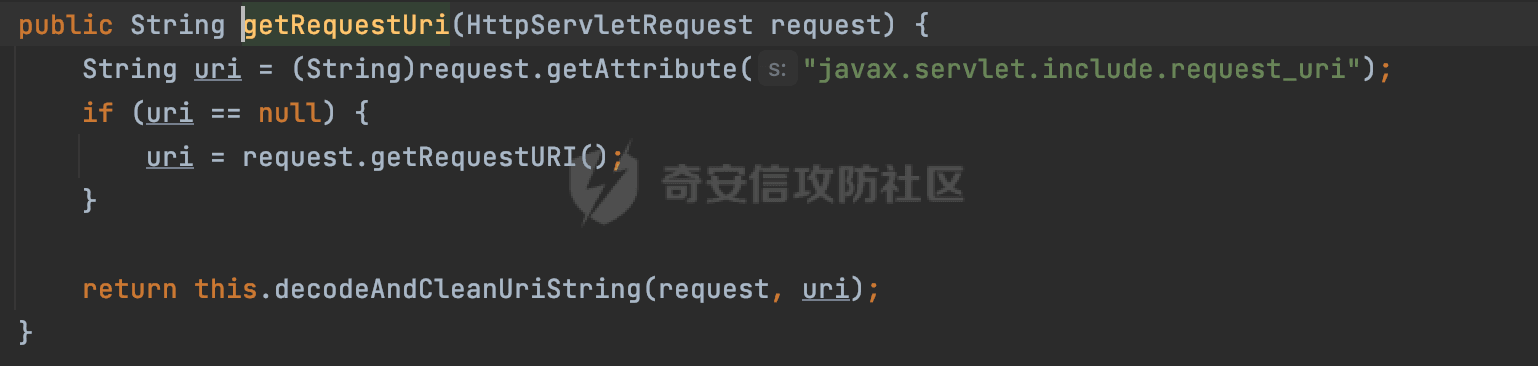 public String getRequestUri(HttpServletRequest request) {
    String uri = (String)request.getAttribute( s: "javax.servlet.include.request_uri");
    if (uri == null) {
        uri = request.getRequestURI();
    }
奇安信攻防社区
    return this.decodeAndCleanUriString(request, uri);
}